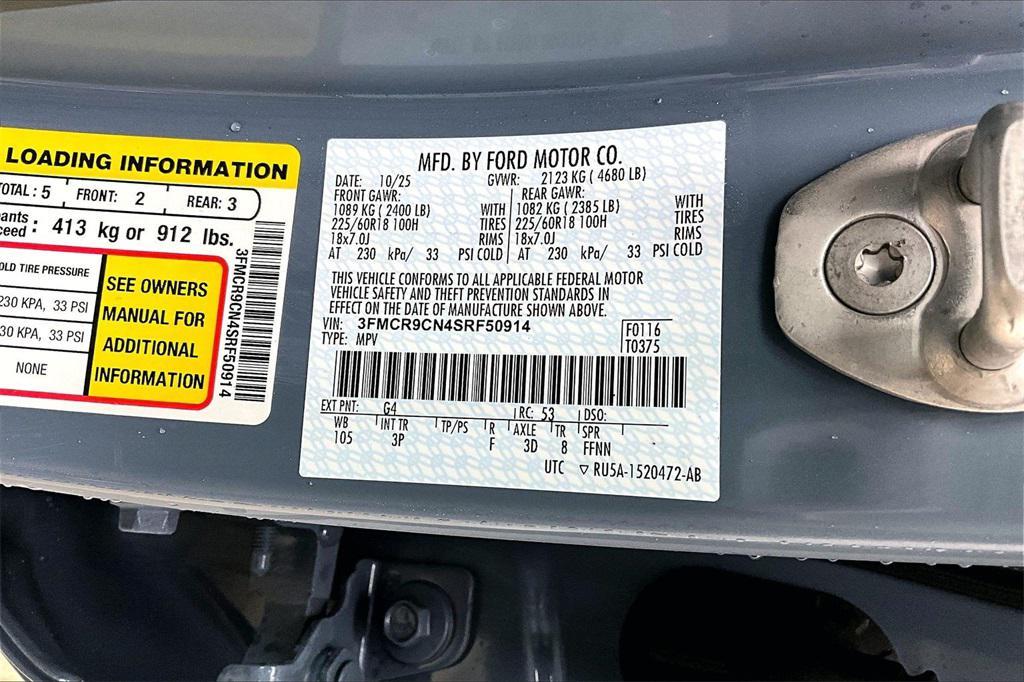 LOADING INFORMATION
TOTAL : 5 FRONT: 2 REAR: 3
413 kg or 912 lbs.
TIRE PRESSURE
230 KPA, 33 PSI
KPA, 33 PSI
NONE
SEE OWNERS
MANUAL FOR
ADDITIONAL
INFORMATION
3FMCR9CN4SRF50914
MFD. BY FORD MOTOR CO.
DATE: 10/25 GVWR: 2123 KG ( 4680 LB)
FRONT GAWR: REAR GAWR:
1089 KG ( 2400 LB) WITH 1082 KG ( 2385 LB) WITH
225/60R18 100H TIRES 225/60R18 100H TIRES
18x7.0J RIMS 18x7.0J RIMS
AT 230 kPa/ 33 PSI COLD AT 230 kPa/ 33 PSI COLD
THIS VEHICLE CONFORMS TO ALL APPLICABLE FEDERAL MOTOR
VEHICLE SAFETY AND THEFT PREVENTION STANDARDS IN
EFFECT ON THE DATE OF MANUFACTURE SHOWN ABOVE.
VIN: 3FMCR9CN4SRF50914 F0116
TYPE: MPV T0375
EXT PNT: G4 RC: 53 DSO:
WB INT TR TP/PS R AXLE TR SPR
105 3P F 3D 8 FFNN
UTC ▽ RU5A-1520472-AB